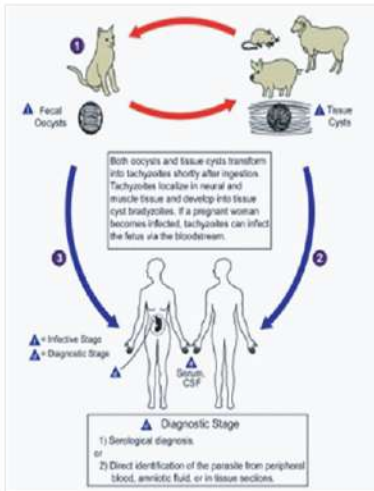 1
Fecal
Oocysts
Tissue
Cysts
Both oocysts and tissue cysts transform
into tachyzoites shortly after ingestion.
Tachyzoites localize in neural and
muscle tissue and develop into tissue
cyst bradyzoites. If a pregnant woman
becomes infected, tachyzoites can infect
the fetus via the bloodstream.
3
2
= Infective Stage
= Diagnostic Stage
Serum,
CSF
Diagnostic Stage
1) Serological diagnosis.
or
2) Direct identification of the parasite from peripheral
blood, amniotic fluid, or in tissue sections.